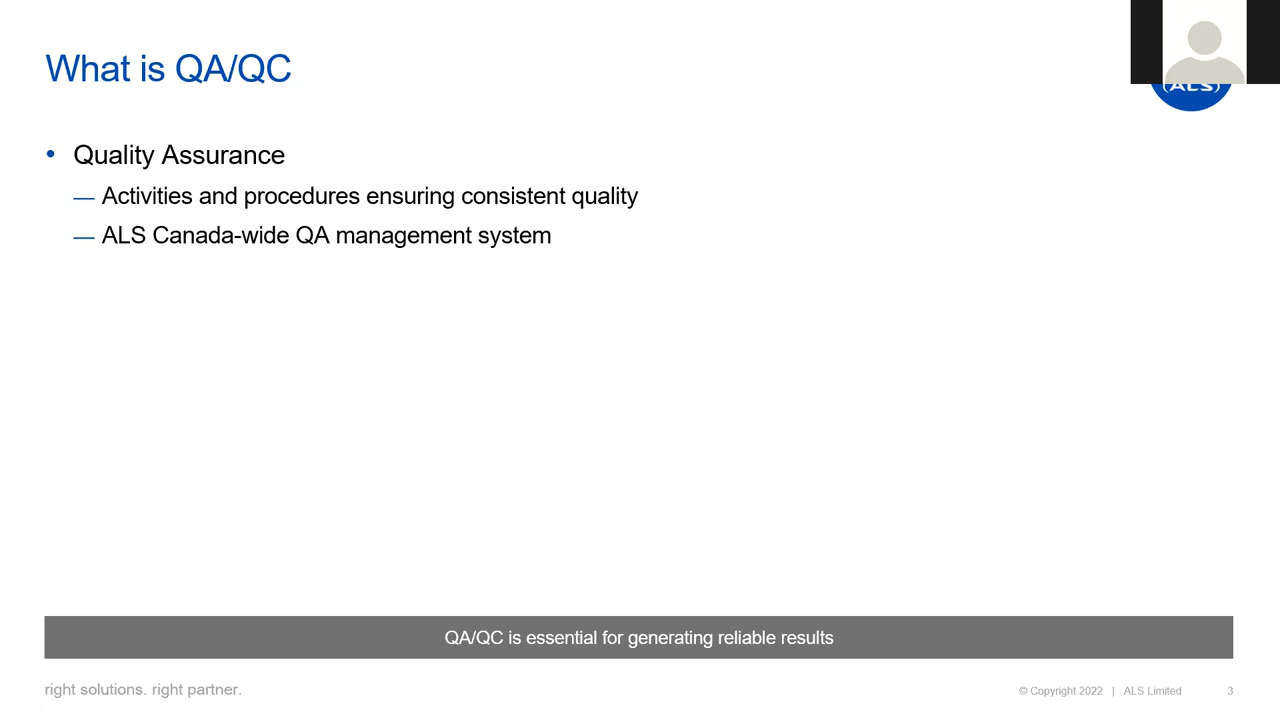 What is QA/QC
(ALS)
• Quality Assurance
— Activities and procedures ensuring consistent quality
— ALS Canada-wide QA management system
QA/QC is essential for generating reliable results
right solutions. right partner.
© Copyright 2022 | ALS Limited 3